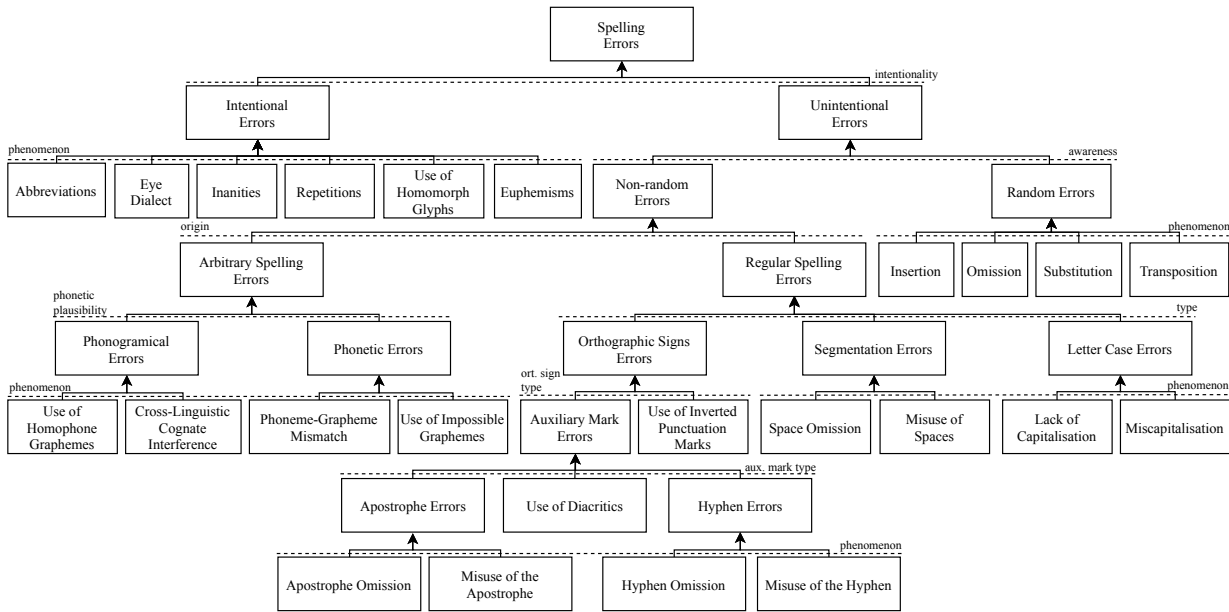 Spelling
Errors
intentionality
Intentional
Errors
Unintentional
Errors
phenomenon
awareness
Abbreviations
Eye
Dialect
Inanities
Repetitions
Use of
Homomorph
Glyphs
Euphemisms
Non-random
Errors
Random Errors
origin
phenomenon
Arbitrary Spelling
Errors
Regular Spelling
Errors
Insertion
Omission
Substitution
Transposition
phonetic
plausibility
type
Phonogramical
Errors
Phonetic Errors
Orthographic Signs
Errors
Segmentation Errors
Letter Case Errors
phenomenon
ort. sign
type
phenomenon
Use of
Homophone
Graphemes
Cross-Linguistic
Cognate
Interference
Phoneme-Grapheme
Mismatch
Use of Impossible
Graphemes
Auxiliary Mark
Errors
Use of Inverted
Punctuation
Marks
Space Omission
Misuse of
Spaces
Lack of
Capitalisation
Miscapitalisation
aux. mark type
Apostrophe Errors
Use of Diacritics
Hyphen Errors
phenomenon
Apostrophe Omission
Misuse of the
Apostrophe
Hyphen Omission
Misuse of the Hyphen